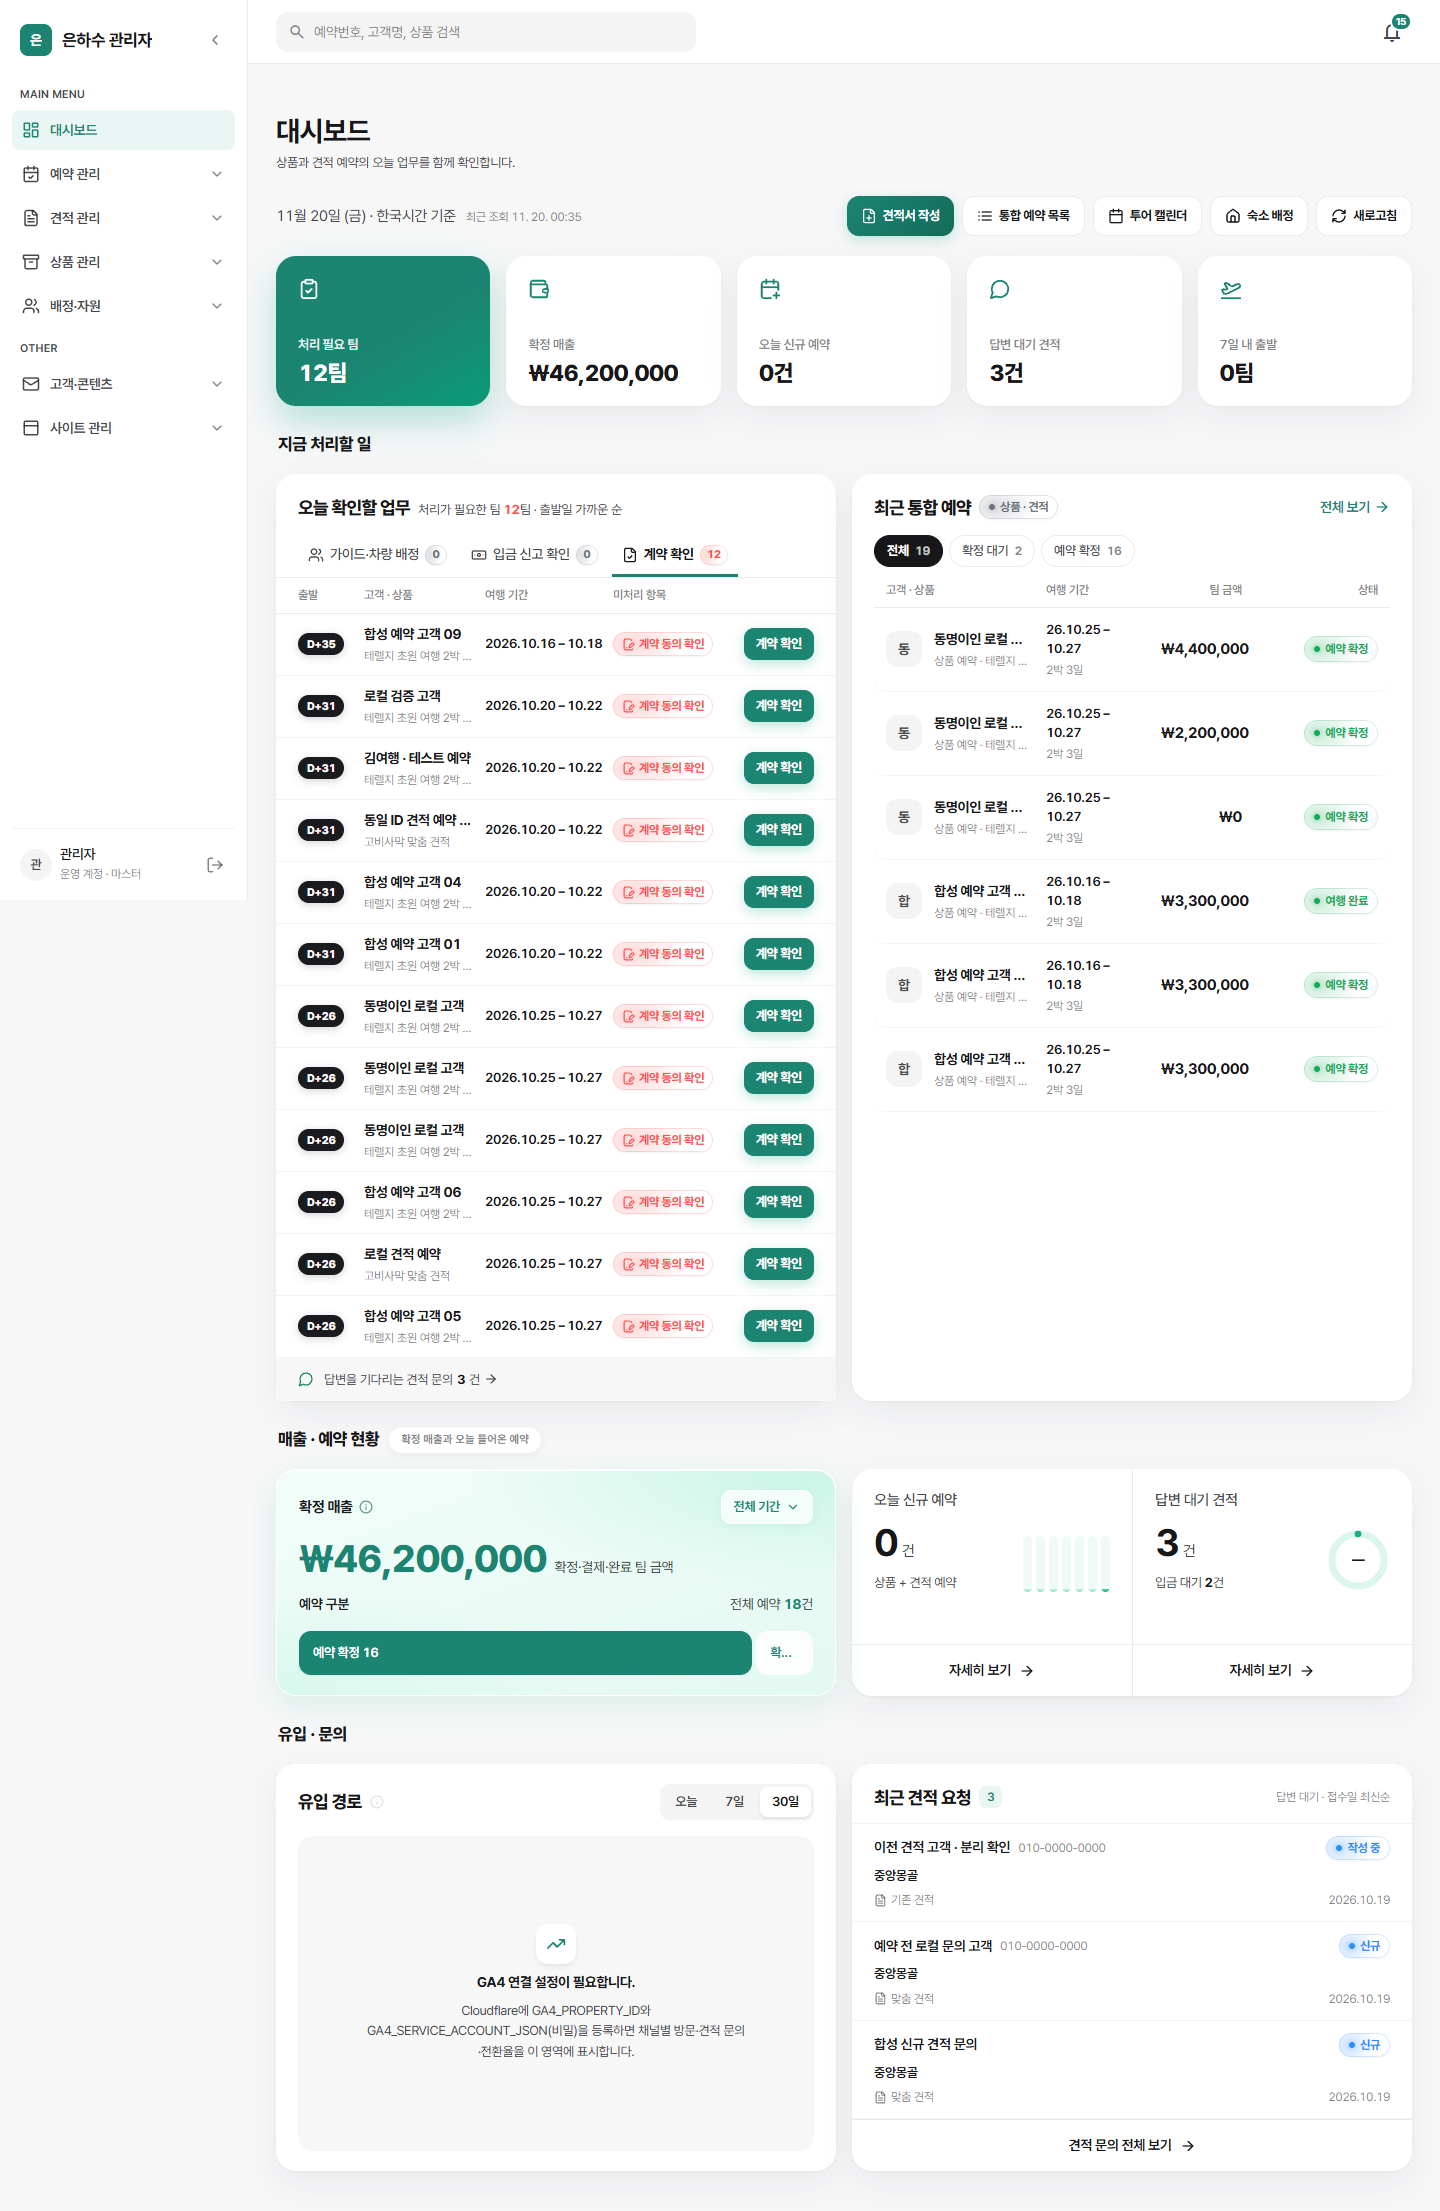 은 은하수 관리자
MAIN MENU
대시보드
예약 관리
견적 관리
상품 관리
배정·자원
OTHER
고객·콘텐츠
사이트 관리
관 관리자
운영 계정 · 마스터
예약번호, 고객명, 상품 검색
15
대시보드
상품과 견적 예약의 오늘 업무를 함께 확인합니다.
11월 20일 (금) · 한국시간 기준 최근 조회 11. 20. 00:35
견적서 작성
통합 예약 목록
투어 캘린더
숙소 배정
새로고침
처리 필요 팀
12팀
확정 매출
₩46,200,000
오늘 신규 예약
0건
답변 대기 견적
3건
7일 내 출발
0팀
지금 처리할 일
오늘 확인할 업무 처리가 필요한 팀 12팀 · 출발일 가까운 순
가이드·차량 배정 0 입금 신고 확인 0 계약 확인 12
출발 고객 · 상품 여행 기간 미처리 항목
D+35 합성 예약 고객 09 2026.10.16 – 10.18 계약 동의 확인 계약 확인
테렐지 초원 여행 2박 ...
D+31 로컬 검증 고객 2026.10.20 – 10.22 계약 동의 확인 계약 확인
테렐지 초원 여행 2박 ...
D+31 김여행 · 테스트 예약 2026.10.20 – 10.22 계약 동의 확인 계약 확인
테렐지 초원 여행 2박 ...
D+31 동일 ID 견적 예약 ... 2026.10.20 – 10.22 계약 동의 확인 계약 확인
고비사막 맞춤 견적
D+31 합성 예약 고객 04 2026.10.20 – 10.22 계약 동의 확인 계약 확인
테렐지 초원 여행 2박 ...
D+31 합성 예약 고객 01 2026.10.20 – 10.22 계약 동의 확인 계약 확인
테렐지 초원 여행 2박 ...
D+26 동명이인 로컬 고객 2026.10.25 – 10.27 계약 동의 확인 계약 확인
테렐지 초원 여행 2박 ...
D+26 동명이인 로컬 고객 2026.10.25 – 10.27 계약 동의 확인 계약 확인
테렐지 초원 여행 2박 ...
D+26 동명이인 로컬 고객 2026.10.25 – 10.27 계약 동의 확인 계약 확인
테렐지 초원 여행 2박 ...
D+26 합성 예약 고객 06 2026.10.25 – 10.27 계약 동의 확인 계약 확인
테렐지 초원 여행 2박 ...
D+26 로컬 견적 예약 2026.10.25 – 10.27 계약 동의 확인 계약 확인
고비사막 맞춤 견적
D+26 합성 예약 고객 05 2026.10.25 – 10.27 계약 동의 확인 계약 확인
테렐지 초원 여행 2박 ...
답변을 기다리는 견적 문의 3 건 →
최근 통합 예약 상품 · 견적 전체 보기 →
전체 19 확정 대기 2 예약 확정 16
고객 · 상품 여행 기간 팀 금액 상태
통 동명이인 로컬 ... 26.10.25 – 10.27 ₩4,400,000 예약 확정
상품 예약 · 테렐지 ... 2박 3일
통 동명이인 로컬 ... 26.10.25 – 10.27 ₩2,200,000 예약 확정
상품 예약 · 테렐지 ... 2박 3일
통 동명이인 로컬 ... 26.10.25 – 10.27 ₩0 예약 확정
상품 예약 · 테렐지 ... 2박 3일
합 합성 예약 고객 ... 26.10.16 – 10.18 ₩3,300,000 여행 완료
상품 예약 · 테렐지 ... 2박 3일
합 합성 예약 고객 ... 26.10.16 – 10.18 ₩3,300,000 예약 확정
상품 예약 · 테렐지 ... 2박 3일
합 합성 예약 고객 ... 26.10.25 – 10.27 ₩3,300,000 예약 확정
상품 예약 · 테렐지 ... 2박 3일
매출 · 예약 현황 확정 매출과 오늘 들어온 예약
확정 매출 전체 기간
₩46,200,000 확정·결제·완료 팀 금액
예약 구분 전체 예약 18건
예약 확정 16 확...
오늘 신규 예약
0 건
상품 + 견적 예약
자세히 보기 →
답변 대기 견적
3 건
–
입금 대기 2건
자세히 보기 →
유입 · 문의
유입 경로 오늘 7일 30일
GA4 연결 설정이 필요합니다.
Cloudflare에 GA4_PROPERTY_ID와
GA4_SERVICE_ACCOUNT_JSON(비밀)을 등록하면 채널별 방문·견적 문의
·전환율을 이 영역에 표시합니다.
최근 견적 요청 3 답변 대기 · 접수일 최신순
이전 견적 고객 · 분리 확인 010-0000-0000 작성 중
중앙몽골
기존 견적 2026.10.19
예약 전 로컬 문의 고객 010-0000-0000 신규
중앙몽골
맞춤 견적 2026.10.19
합성 신규 견적 문의 신규
중앙몽골
맞춤 견적 2026.10.19
견적 문의 전체 보기 →